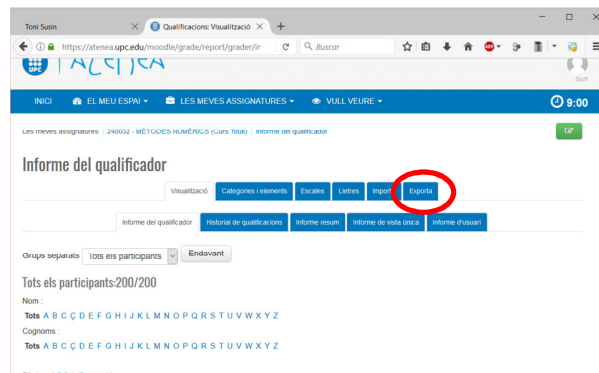 Toni Susin × Qualificacions: Visualització × +
https://atenea.upc.edu/moodle/grade/report/grader/ir Buscar
UPC
Surt
INICI EL MEU ESPAI LES MEVES ASSIGNATURES VULL VEURE 9:00
Les meves assignatures 240032 - MÈTODES NUMÈRICS (Curs Total) Informe del qualificador
Informe del qualificador
Visualització Categories i elements Escales Lletres Import Exporta
Informe del qualificador Historial de qualificacions Informe resum Informe de vista única Informe d'usuari
Grups separats Tots els participants Endavant
Tots els participants:200/200
Nom :
Tots A B C Ç D E F G H I J K L M N O P Q R S T U V W X Y Z
Cognoms :
Tots A B C Ç D E F G H I J K L M N O P Q R S T U V W X Y Z